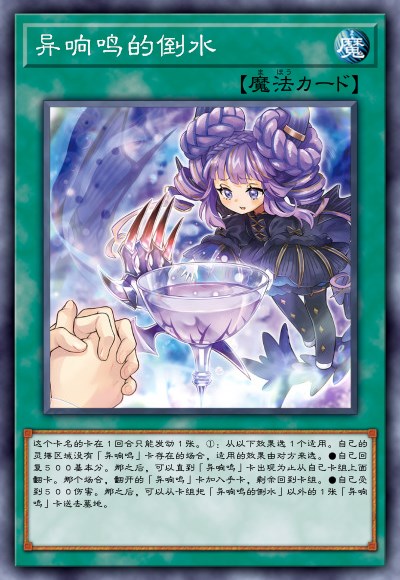 异响鸣的倒水
魔
【魔法カード】
ま ほう
这个卡名的卡在1回合只能发动1张。①：从以下效果选1个适用。自己的
灵摆区域没有「异响鸣」卡存在的场合，适用的效果由对方来选。●自己回
复500基本分。那之后，可以直到「异响鸣」卡出现为止从自己卡组上面
翻卡。那个场合，翻开的「异响鸣」卡加入手卡，剩余回到卡组。●自己受
到500伤害。那之后，可以从卡组把「异响鸣的倒水」以外的1张「异响
鸣」卡送去墓地。